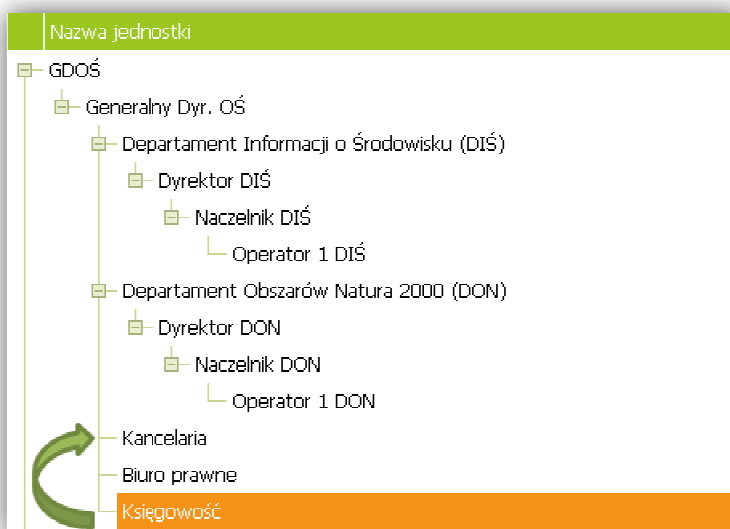 Nazwa jednostki
GDOŚ
Generalny Dyr. OŚ
Departament Informacji o Środowisku (DIŚ)
Dyrektor DIŚ
Naczelnik DIŚ
Operator 1 DIŚ
Departament Obszarów Natura 2000 (DON)
Dyrektor DON
Naczelnik DON
Operator 1 DON
Kancelaria
Biuro prawne
Księgowość